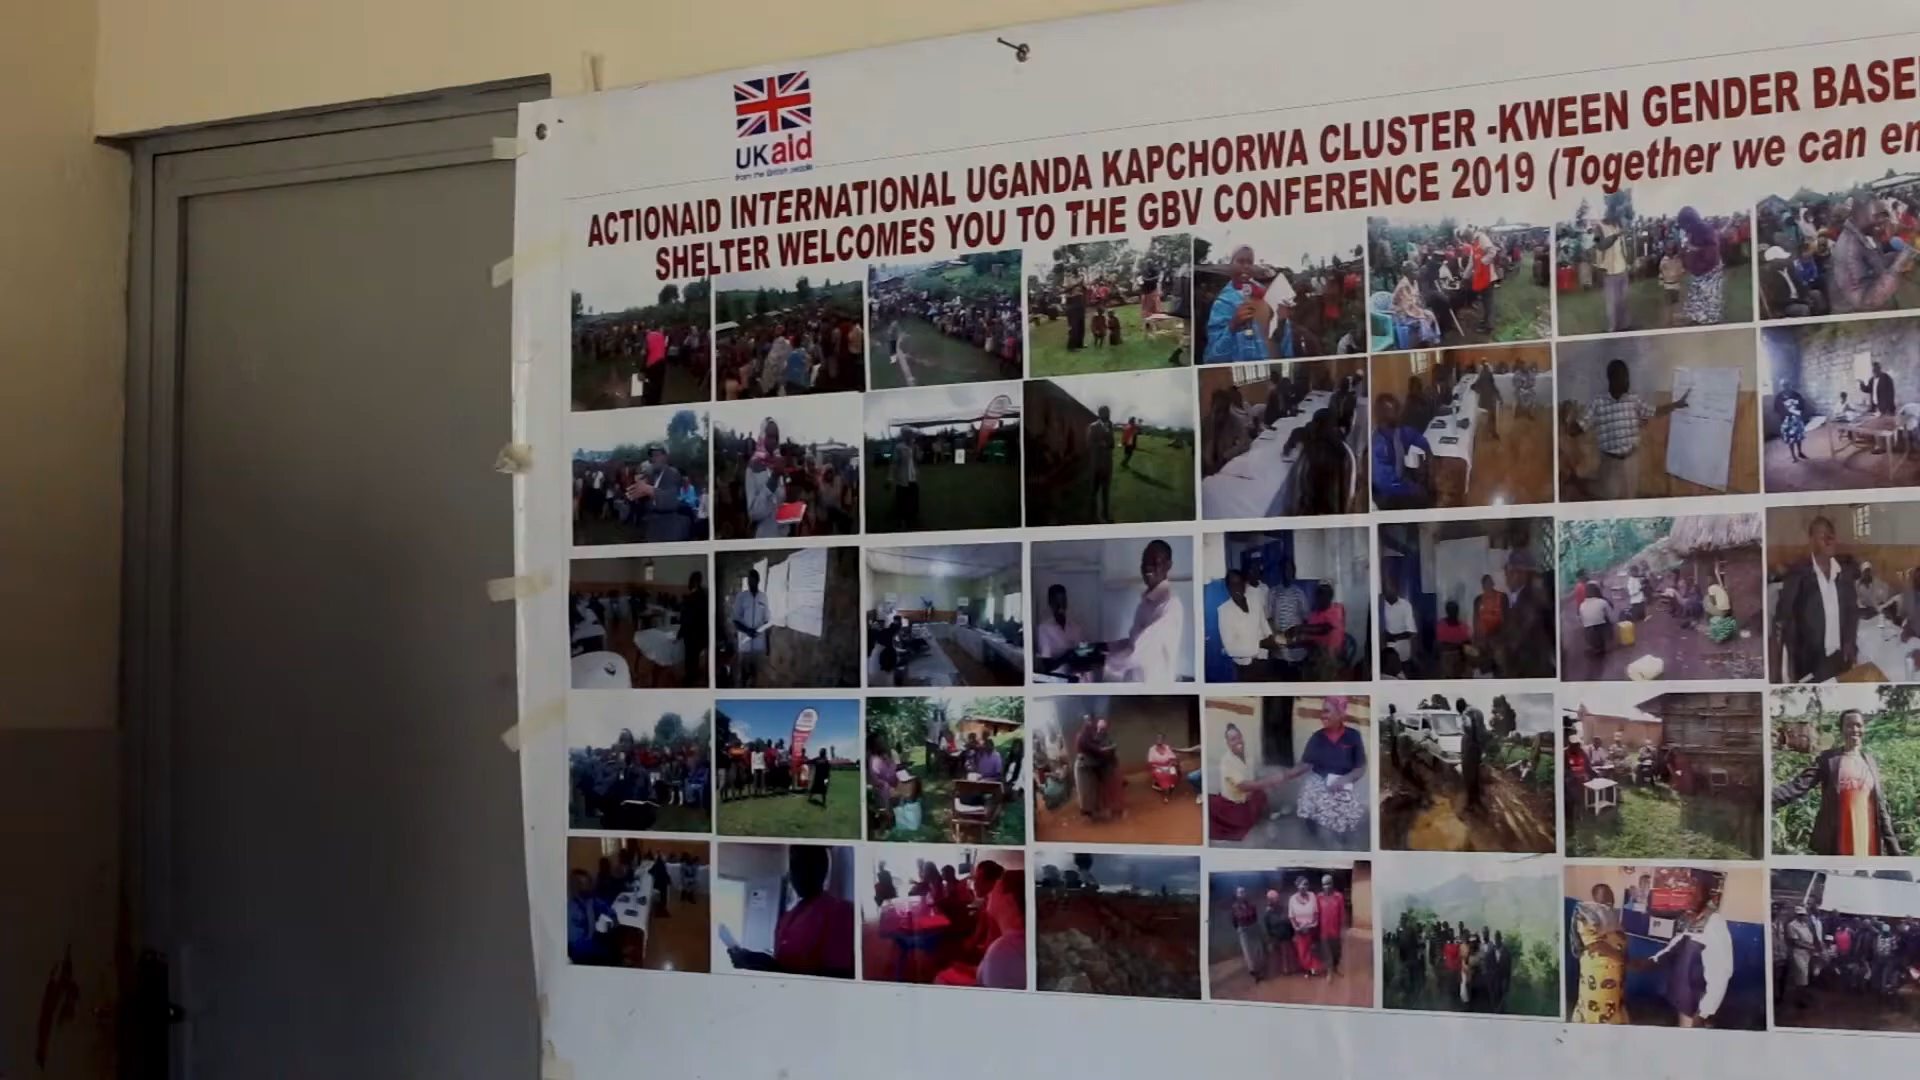 UKaid
from the British people
ACTIONAID INTERNATIONAL UGANDA KAPCHORWA CLUSTER -KWEEN GENDER BASE
SHELTER WELCOMES YOU TO THE GBV CONFERENCE 2019 (Together we can en